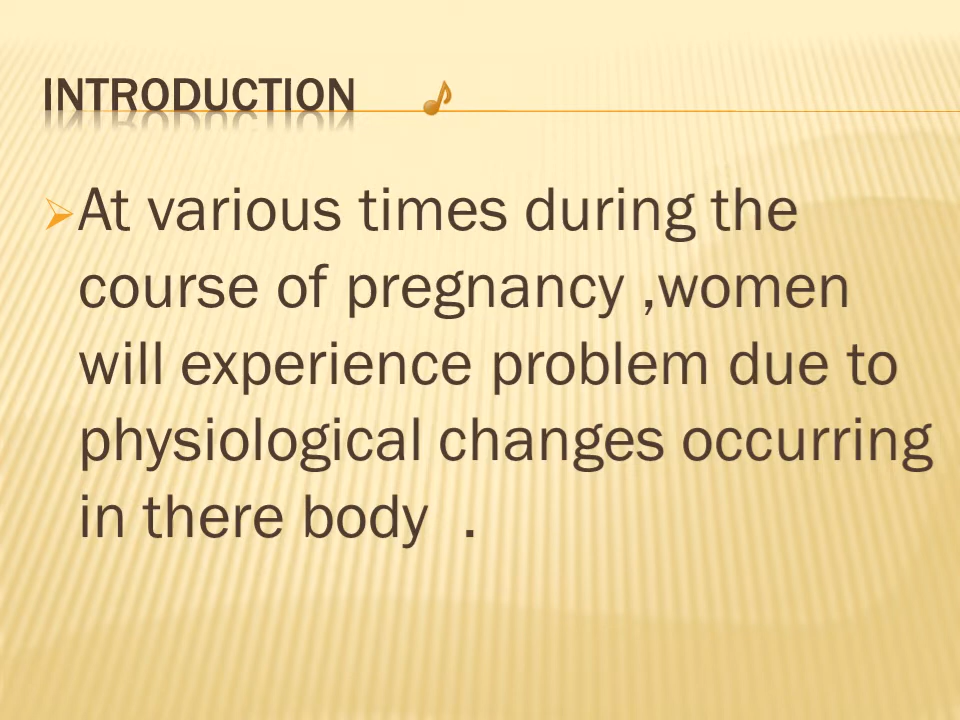 INTRODUCTION
At various times during the
course of pregnancy ,women
will experience problem due to
physiological changes occurring
in there body  .